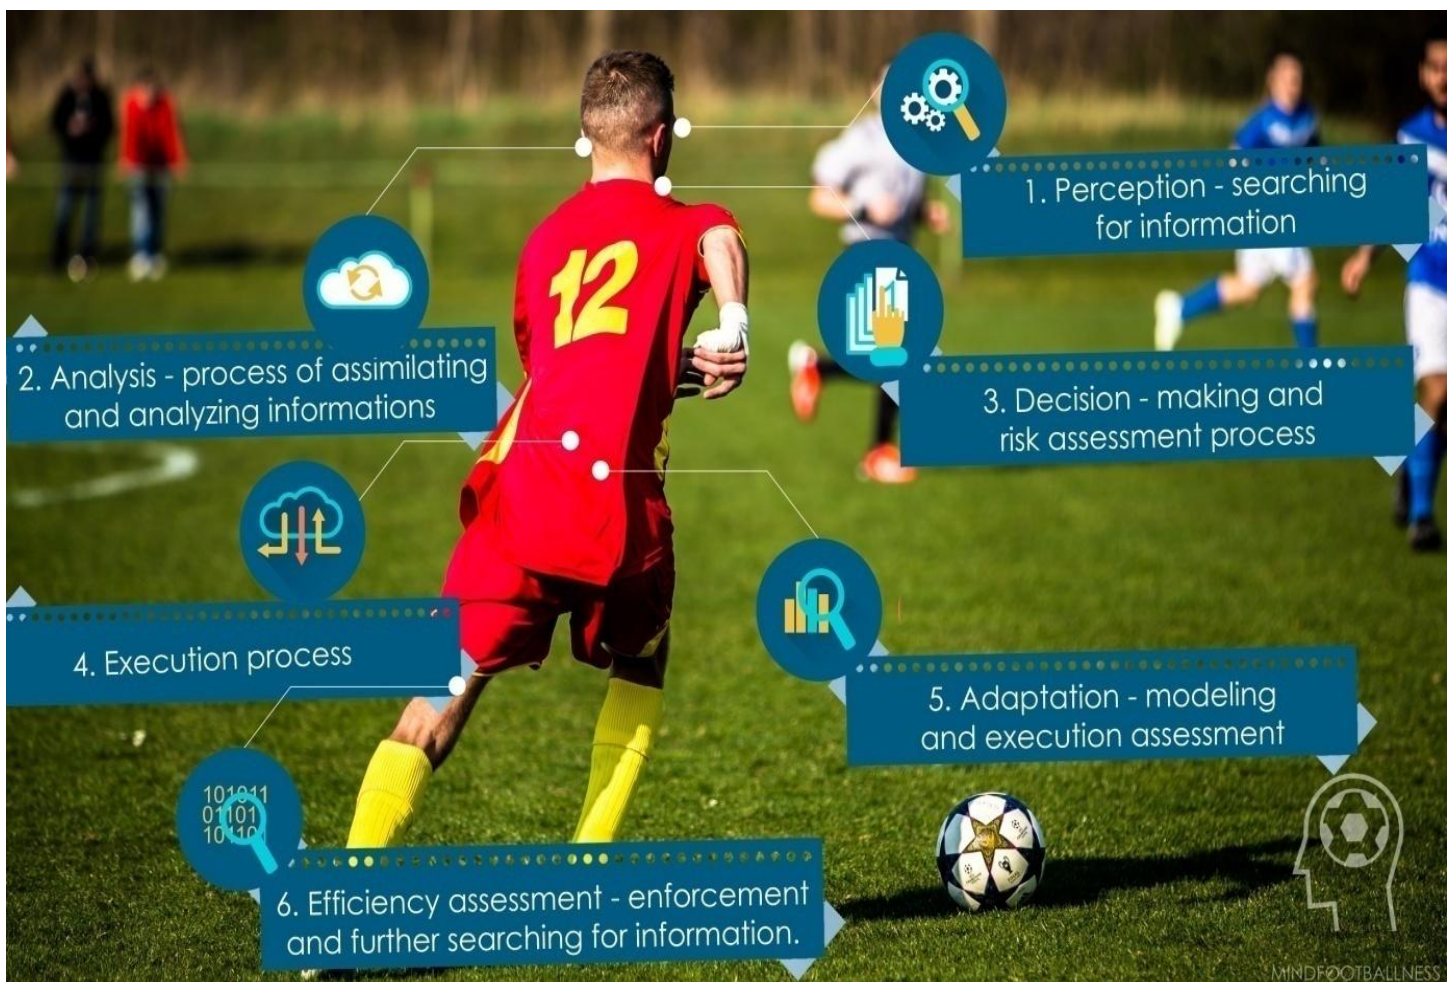 1. Perception - searching
for information
12
2. Analysis - process of assimilating
and analyzing informations
3. Decision - making and
risk assessment process
4. Execution process
5. Adaptation - modeling
and execution assessment
101011
01101
6. Efficiency assessment - enforcement
and further searching for information.
MINDFOOTBALLNESS